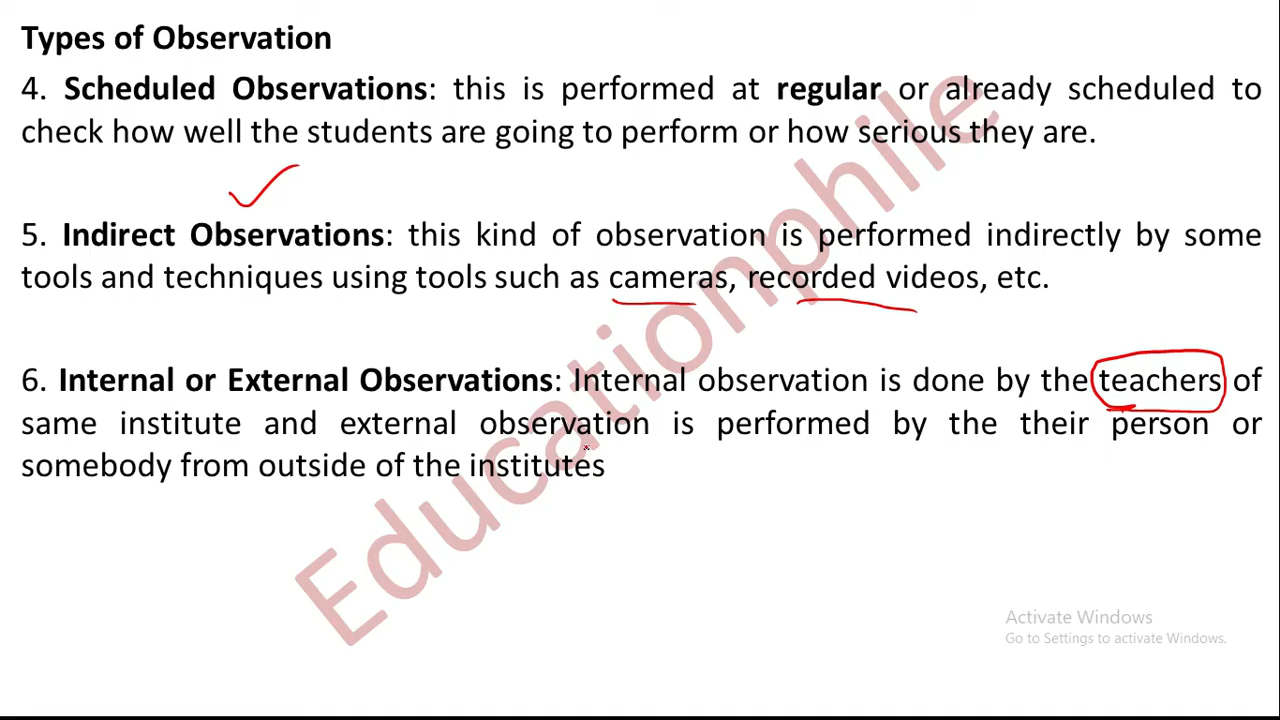 Types of Observation
4. Scheduled Observations: this is performed at regular or already scheduled to
check how well the students are going to perform or how serious they are.
5. Indirect Observations: this kind of observation is performed indirectly by some
tools and techniques using tools such as cameras, recorded videos, etc.
6. Internal or External Observations: Internal observation is done by the teachers of
same institute and external observation is performed by the their person or
somebody from outside of the institutes
Educationphile
Activate Windows
Go to Settings to activate Windows.